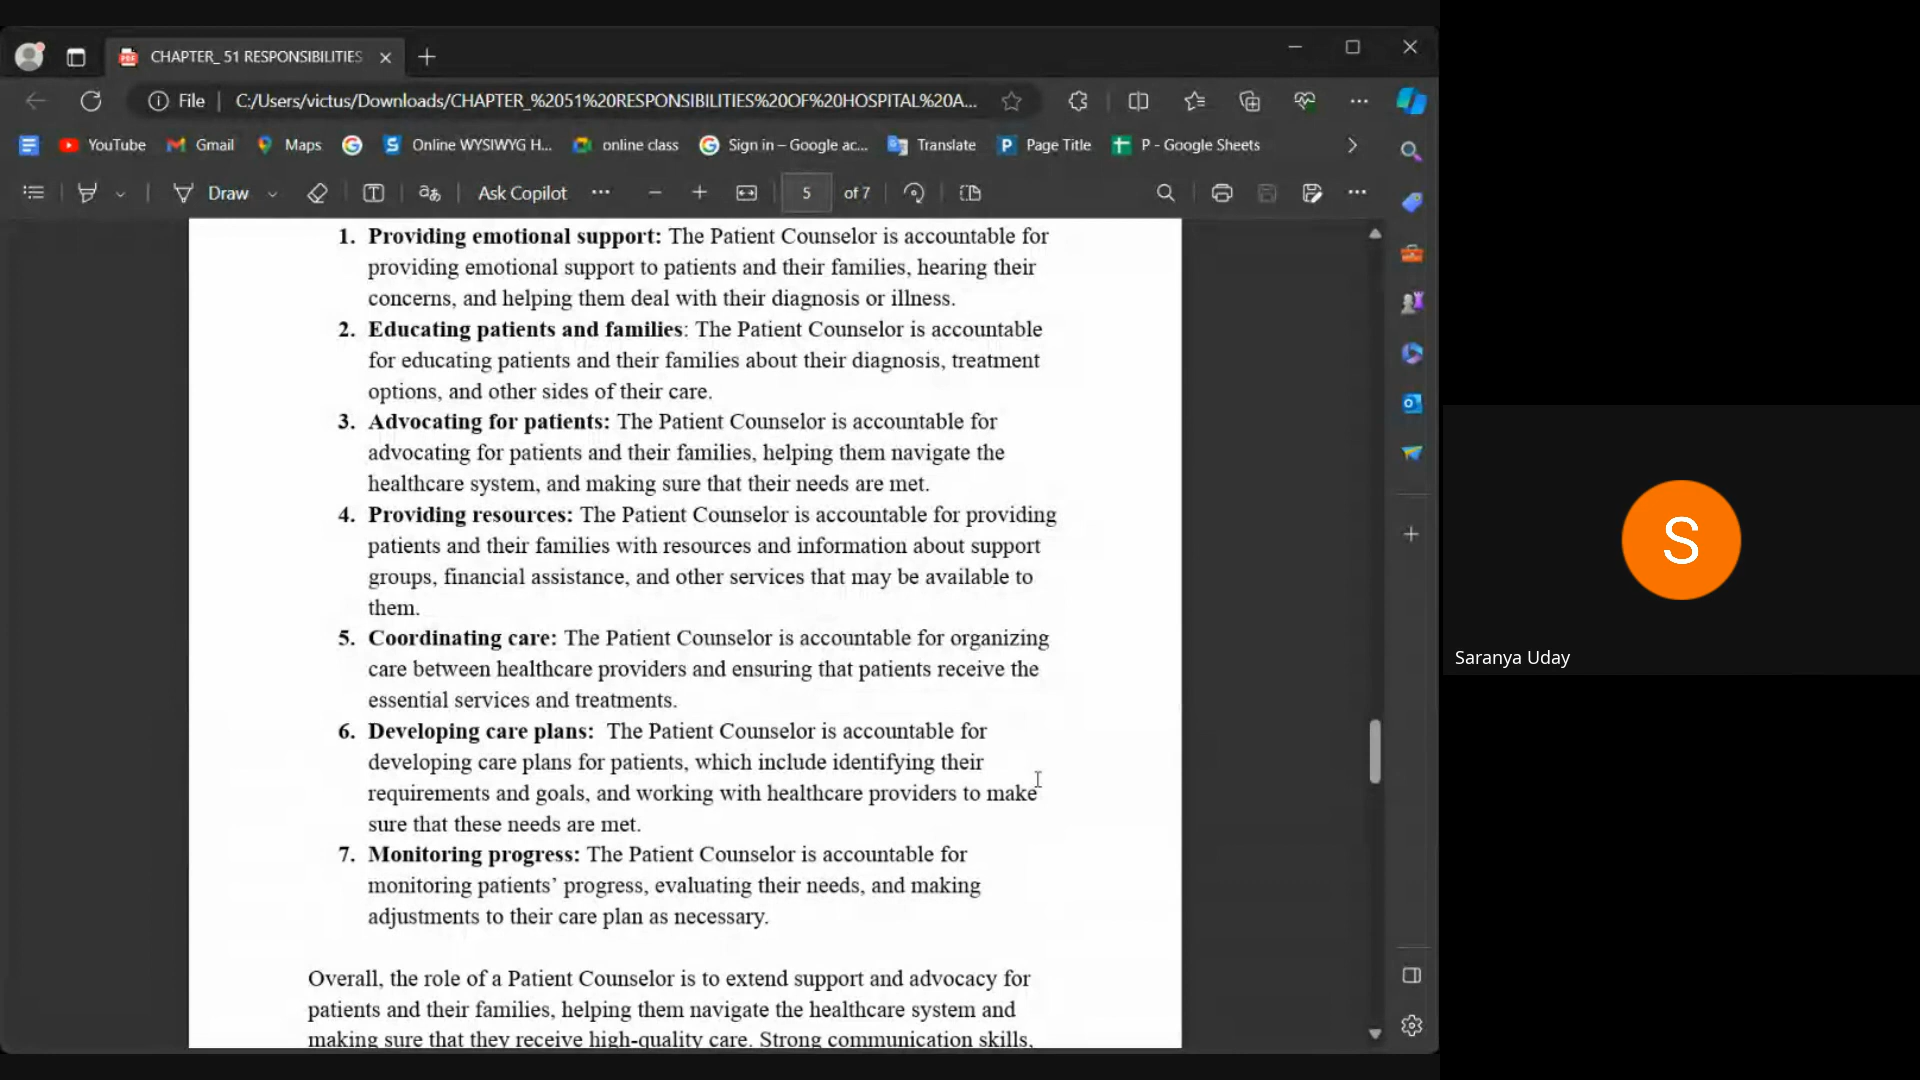 CHAPTER_ 51 RESPONSIBILITIES
File
C:/Users/victus/Downloads/CHAPTER_%2051%20RESPONSIBILITIES%20OF%20HOSPITAL%20A...
YouTube Gmail Maps Online WYSIWYG H... online class Sign in – Google ac... Translate Page Title P - Google Sheets
Draw Ask Copilot 5 of 7
1. Providing emotional support: The Patient Counselor is accountable for
providing emotional support to patients and their families, hearing their
concerns, and helping them deal with their diagnosis or illness.
2. Educating patients and families: The Patient Counselor is accountable
for educating patients and their families about their diagnosis, treatment
options, and other sides of their care.
3. Advocating for patients: The Patient Counselor is accountable for
advocating for patients and their families, helping them navigate the
healthcare system, and making sure that their needs are met.
4. Providing resources: The Patient Counselor is accountable for providing
patients and their families with resources and information about support
groups, financial assistance, and other services that may be available to
them.
5. Coordinating care: The Patient Counselor is accountable for organizing
care between healthcare providers and ensuring that patients receive the
essential services and treatments.
6. Developing care plans: The Patient Counselor is accountable for
developing care plans for patients, which include identifying their
requirements and goals, and working with healthcare providers to make
sure that these needs are met.
7. Monitoring progress: The Patient Counselor is accountable for
monitoring patients’ progress, evaluating their needs, and making
adjustments to their care plan as necessary.
Overall, the role of a Patient Counselor is to extend support and advocacy for
patients and their families, helping them navigate the healthcare system and
making sure that they receive high-quality care. Strong communication skills,
S
Saranya Uday